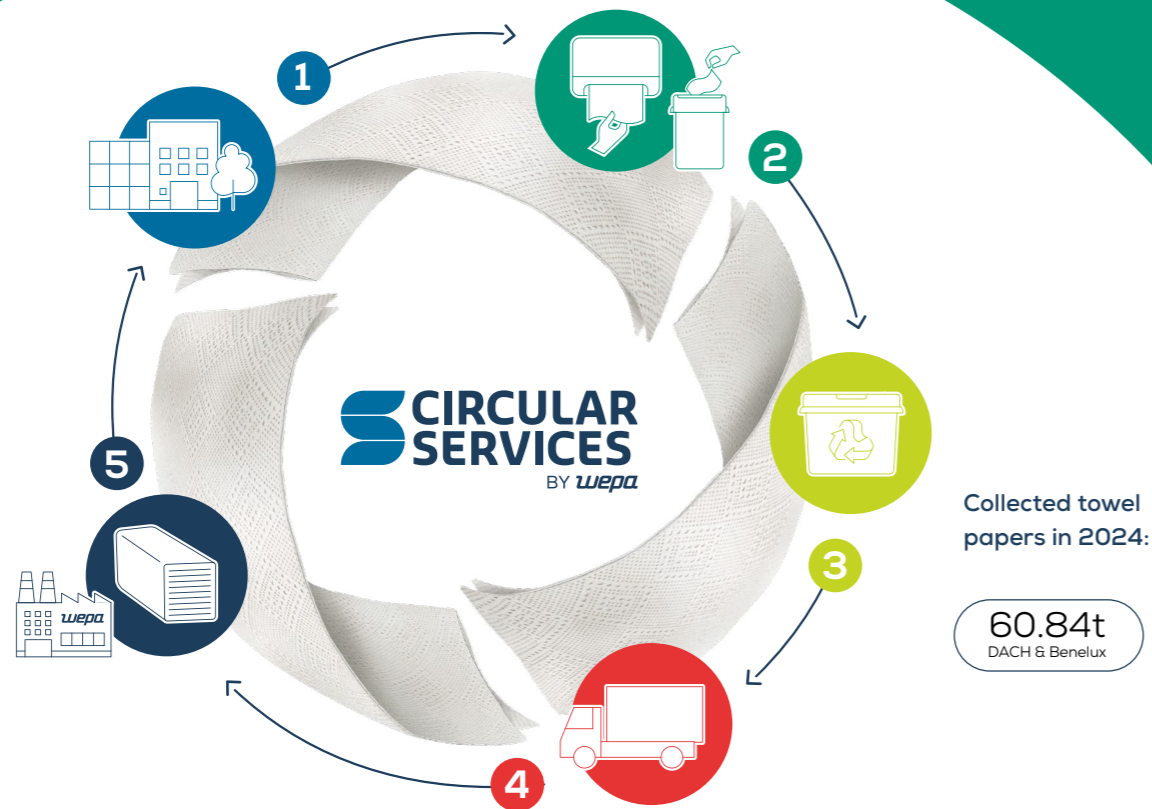 1
2
CIRCULAR
SERVICES
BY wepa
5
wepa
3
4
Collected towel
papers in 2024:
60.84t
DACH & Benelux